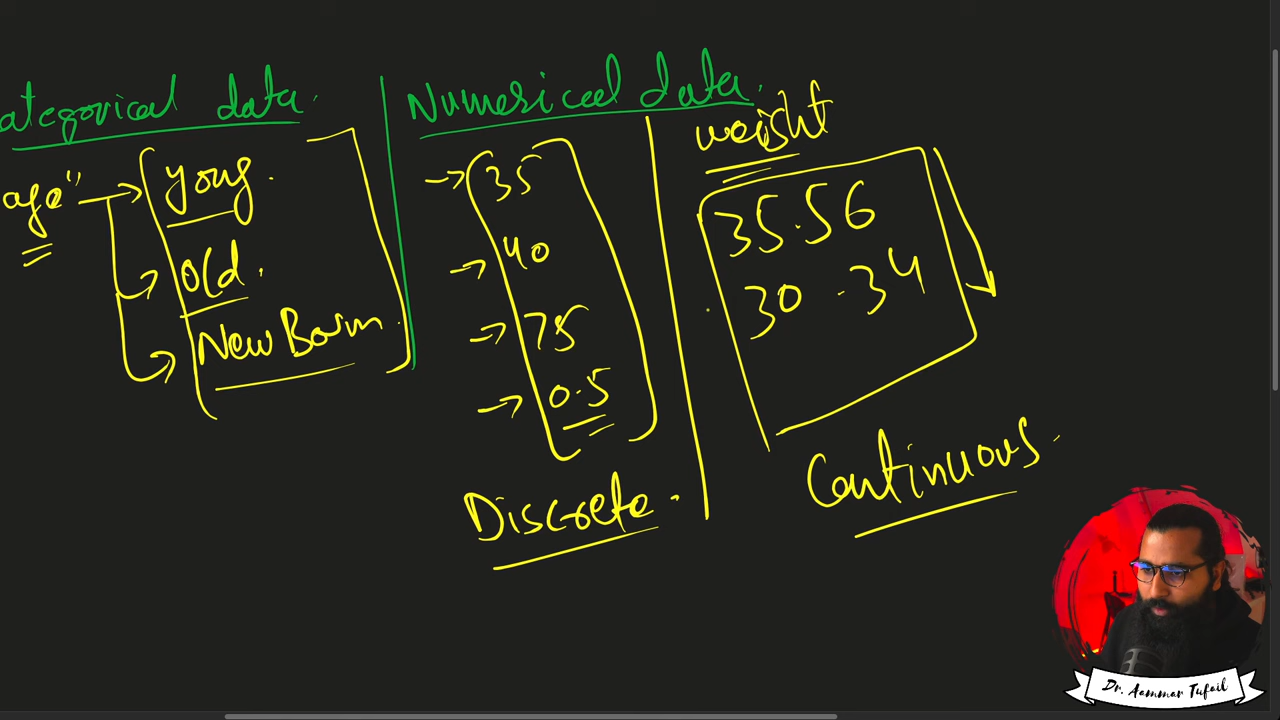 ategorical data.
Numerical data.
age"
young.
old.
New Born.
35
40
75
0.5
Discrete.
weight
35.56
30.34
Continuous.
Dr. Aammar Tufail